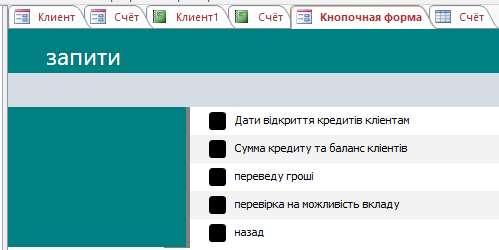 Клиент Счёт Клиент1 Счёт Кнопочная форма Счёт
запити
Дати відкриття кредитів кліентам
Сумма кредиту та баланс клієнтів
переведу гроші
перевірка на можливість вкладу
назад